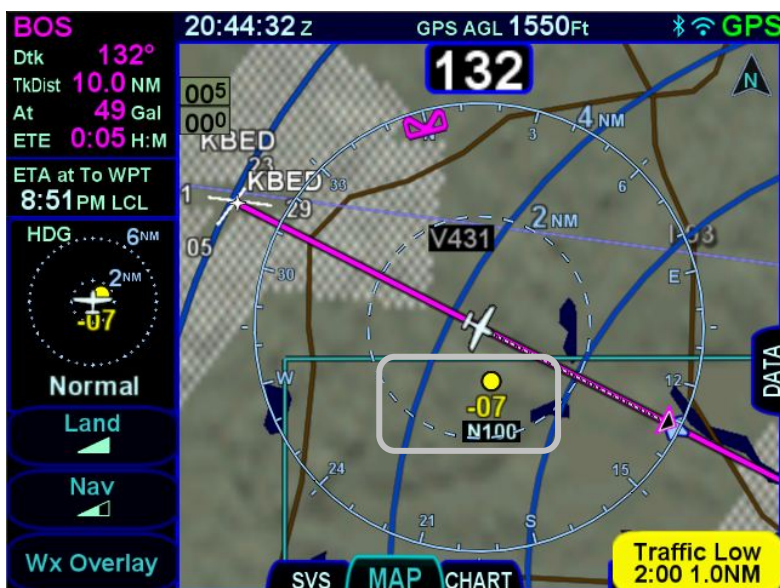 BOS
Dtk 132°
TkDist 10.0 NM
At 49 Gal
ETE 0:05 H:M
ETA at To WPT
8:51 PM LCL
HDG
6NM
2NM
-07
Normal
Land
Nav
Wx Overlay
20:44:32 Z
GPS AGL 1550Ft
GPS
132
N
005
000
KBED
23
KBED
29
1
05
4 NM
2 NM
V431
N
3
6
E
12
15
S
21
24
W
30
33
-07
N100
DATA
SVS
MAP
CHART
Traffic Low
2:00 1.0NM